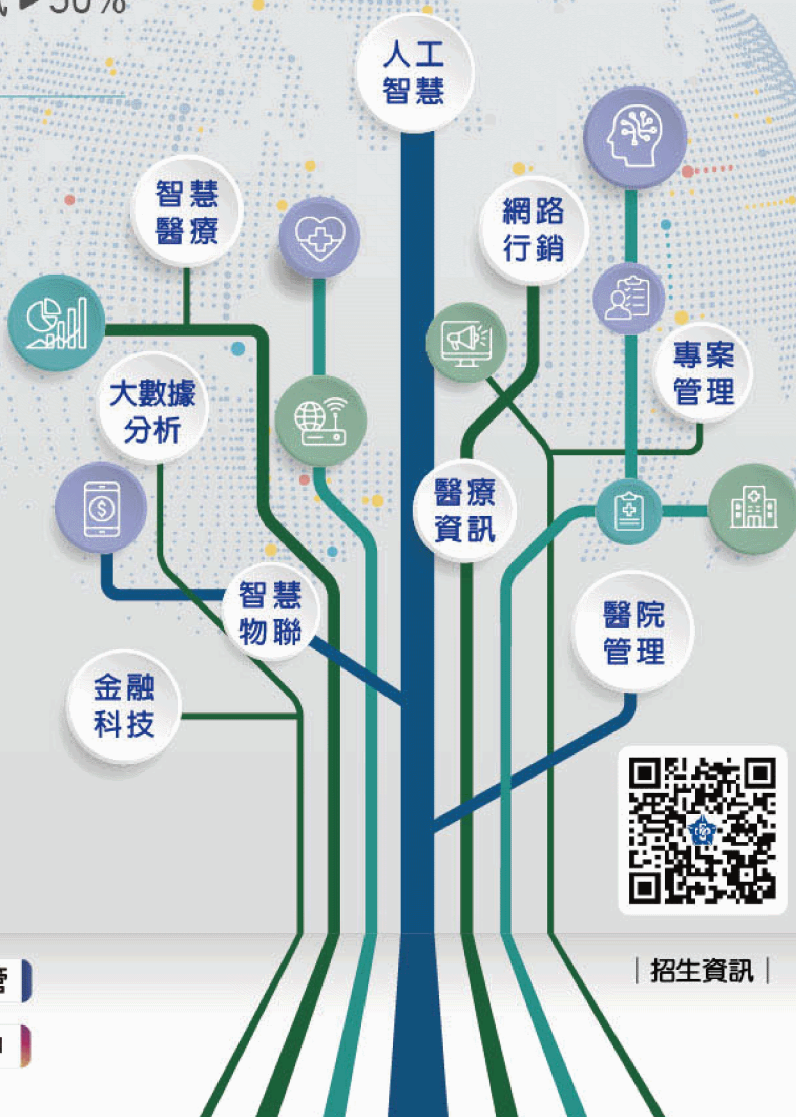 50%
人工
智慧
智慧
醫療
網路
行銷
大數據
分析
專案
管理
醫療
資訊
智慧
物聯
醫院
管理
金融
科技
｜招生資訊｜